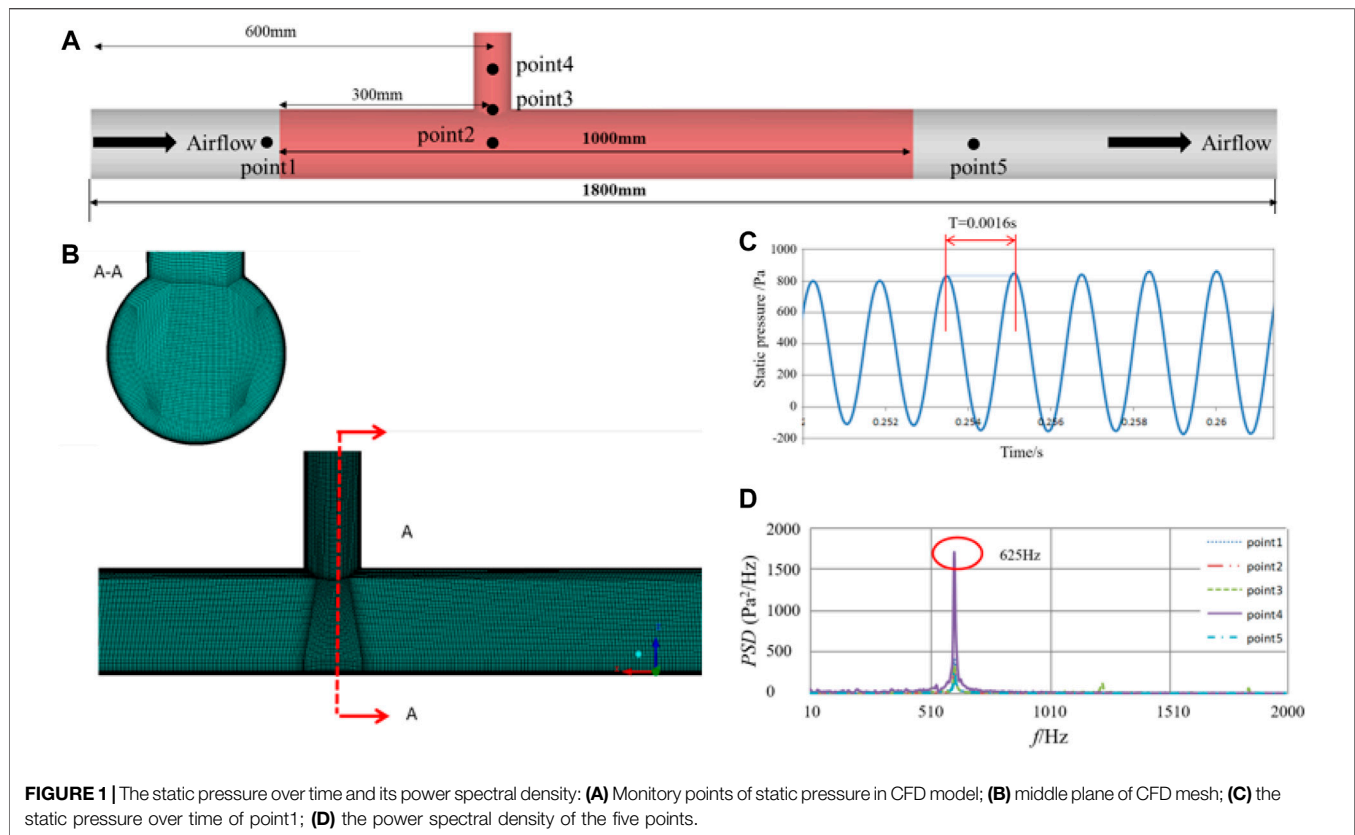 A
600mm
point4
300mm
point3
Airflow
point2
1000mm
Airflow
point1
point5
1800mm
B
A-A
A
A
C
T=0.0016s
Static pressure /Pa
1000
800
600
400
200
0
-200
0.252
0.254
0.256
0.258
0.26
Time/s
D
PSD (Pa²/Hz)
2000
1500
1000
500
0
625Hz
point1
point2
point3
point4
point5
10
510
1010
1510
2000
f/Hz
FIGURE 1 | The static pressure over time and its power spectral density: (A) Monitory points of static pressure in CFD model; (B) middle plane of CFD mesh; (C) the
static pressure over time of point1; (D) the power spectral density of the five points.